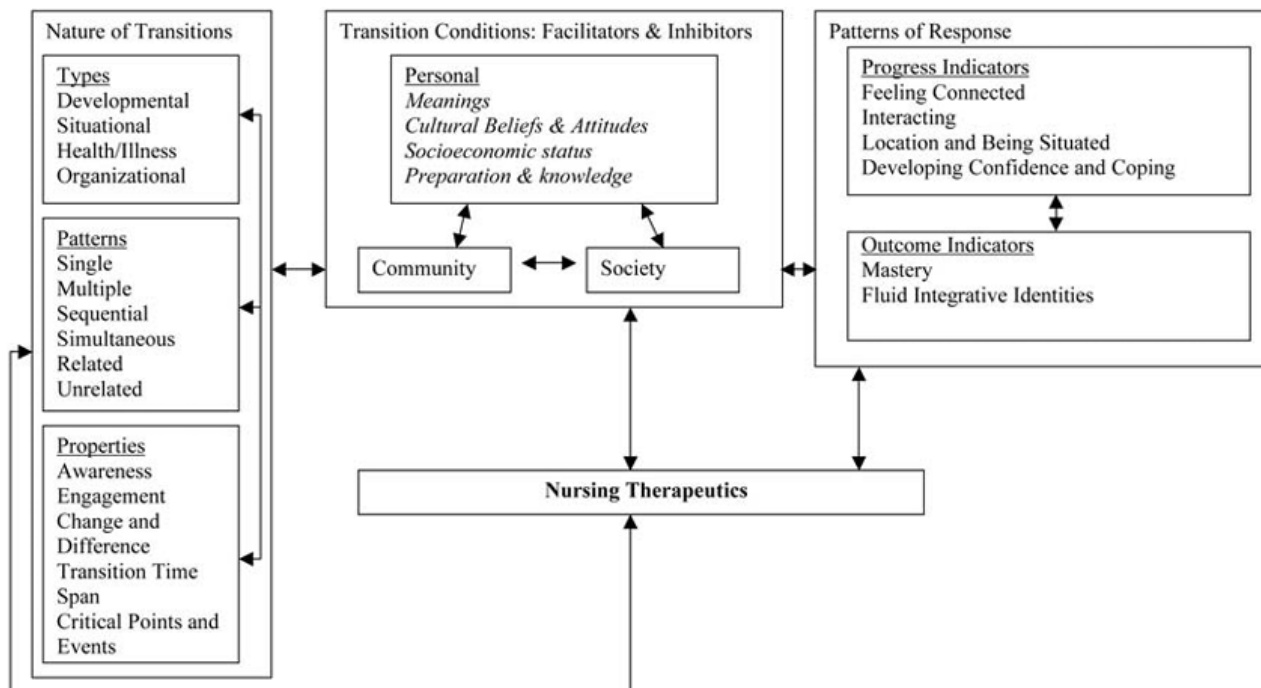 Nature of Transitions
Types
Developmental
Situational
Health/Illness
Organizational
Patterns
Single
Multiple
Sequential
Simultaneous
Related
Unrelated
Properties
Awareness
Engagement
Change and
Difference
Transition Time
Span
Critical Points and
Events
Transition Conditions: Facilitators & Inhibitors
Personal
Meanings
Cultural Beliefs & Attitudes
Socioeconomic status
Preparation & knowledge
Community
Society
Patterns of Response
Progress Indicators
Feeling Connected
Interacting
Location and Being Situated
Developing Confidence and Coping
Outcome Indicators
Mastery
Fluid Integrative Identities
Nursing Therapeutics